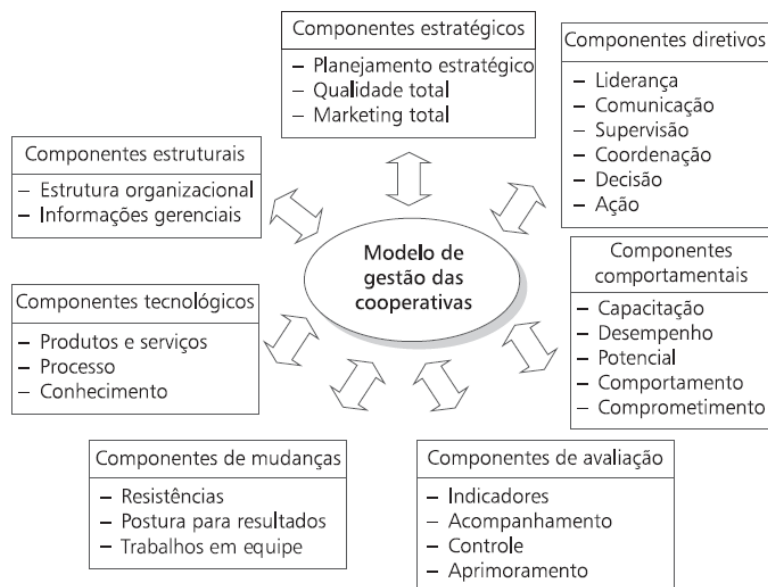 Componentes estratégicos
– Planejamento estratégico
– Qualidade total
– Marketing total
Componentes diretivos
– Liderança
– Comunicação
– Supervisão
– Coordenação
– Decisão
– Ação
Componentes estruturais
– Estrutura organizacional
– Informações gerenciais
Modelo de
gestão das
cooperativas
Componentes
comportamentais
– Capacitação
– Desempenho
– Potencial
– Comportamento
– Comprometimento
Componentes tecnológicos
– Produtos e serviços
– Processo
– Conhecimento
Componentes de mudanças
– Resistências
– Postura para resultados
– Trabalhos em equipe
Componentes de avaliação
– Indicadores
– Acompanhamento
– Controle
– Aprimoramento